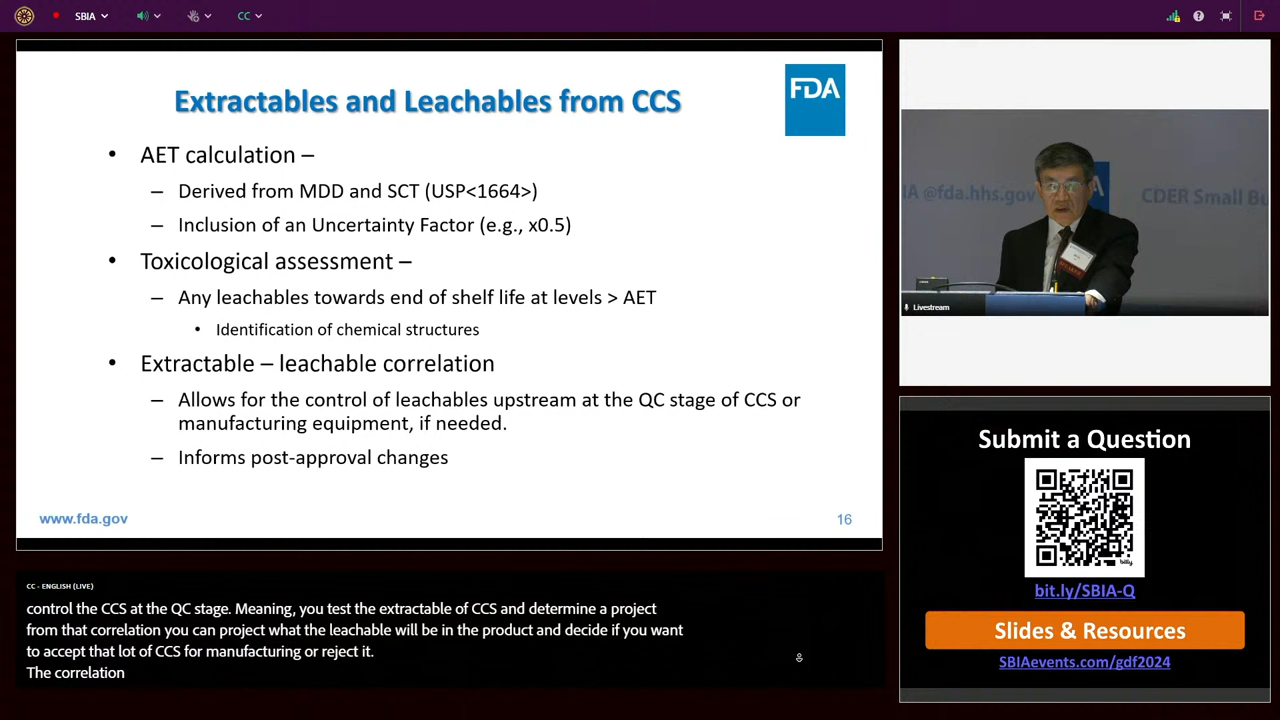 SBIA
CC
Extractables and Leachables from CCS
FDA
• AET calculation –
– Derived from MDD and SCT (USP<1664>)
– Inclusion of an Uncertainty Factor (e.g., x0.5)
• Toxicological assessment –
– Any leachables towards end of shelf life at levels > AET
• Identification of chemical structures
• Extractable – leachable correlation
– Allows for the control of leachables upstream at the QC stage of CCS or
manufacturing equipment, if needed.
– Informs post-approval changes
www.fda.gov
16
IA @fda.hhs.gov
CDER Small Bu
Livestream
Submit a Question
bitly
bit.ly/SBIA-Q
Slides & Resources
SBIAevents.com/gdf2024
CC - ENGLISH (LIVE)
control the CCS at the QC stage. Meaning, you test the extractable of CCS and determine a project
from that correlation you can project what the leachable will be in the product and decide if you want
to accept that lot of CCS for manufacturing or reject it.
The correlation